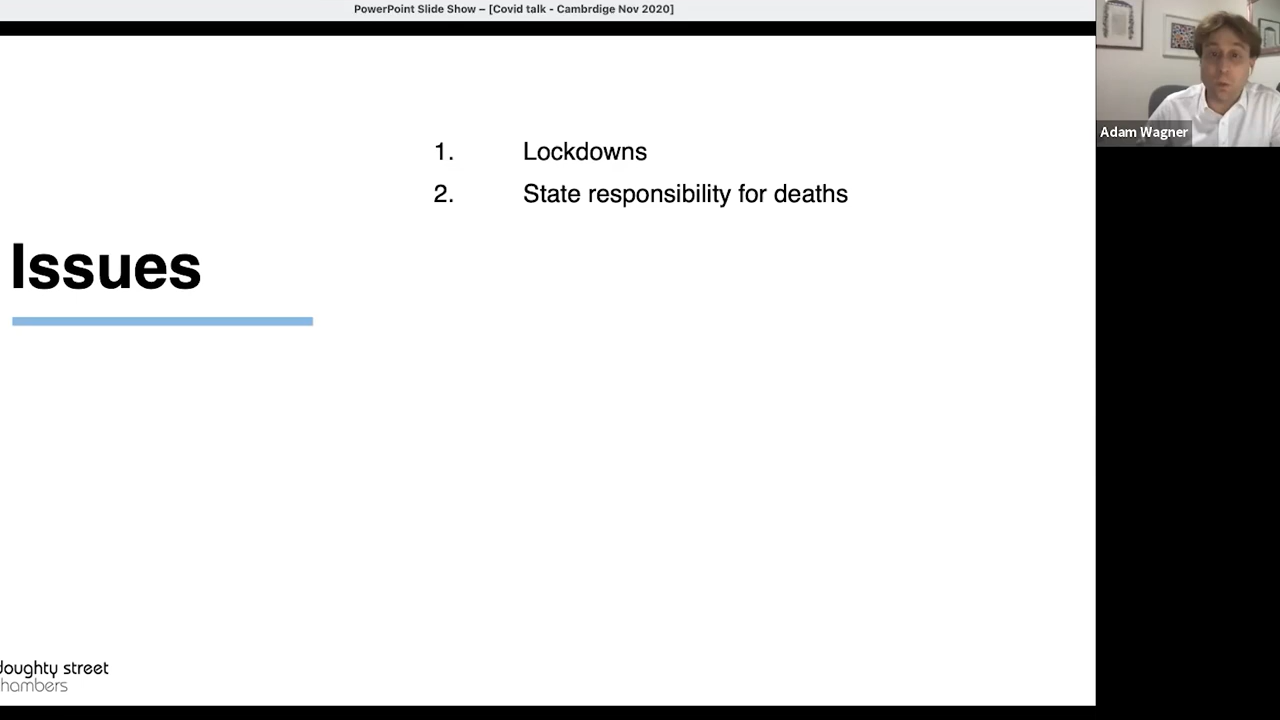 PowerPoint Slide Show – [Covid talk - Cambrdige Nov 2020]
Adam Wagner
1. Lockdowns
2. State responsibility for deaths
Issues
doughty street
hambers